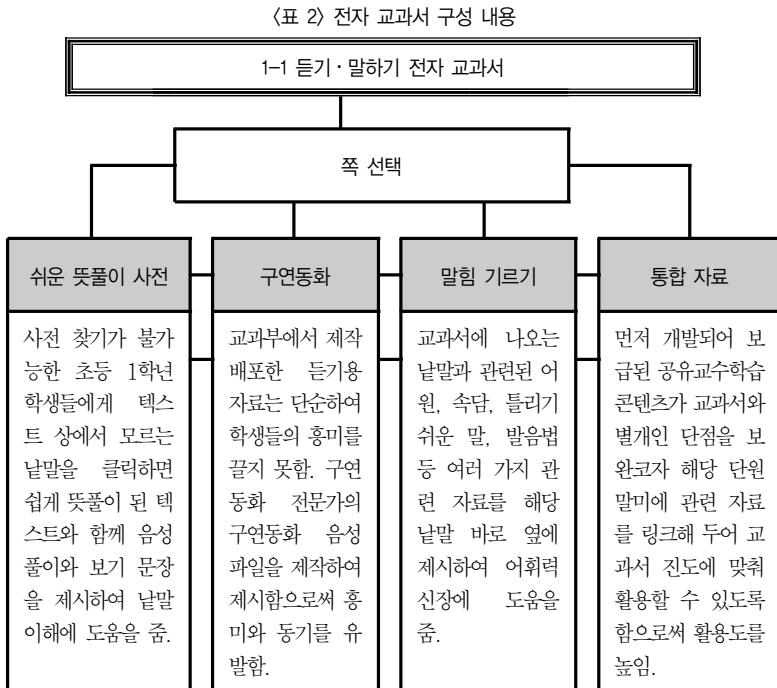 〈표 2〉 전자 교과서 구성 내용
1-1 듣기·말하기 전자 교과서
쪽 선택
쉬운 뜻풀이 사전
사전 찾기가 불가
능한 초등 1학년
학생들에게 텍스
트 상에서 모르는
낱말을 클릭하면
쉽게 뜻풀이 된 텍
스트와 함께 음성
풀이와 보기 문장
을 제시하여 낱말
이해에 도움을 줌.
구연동화
교과부에서 제작
배포한 듣기용
자료는 단순하여
학생들의 흥미를
끌지 못함. 구연
동화 전문가의
구연동화 음성
파일을 제작하여
제시함으로써 흥
미와 동기를 유
발함.
말힘 기르기
교과서에 나오는
낱말과 관련된 어
원, 속담, 틀리기
쉬운 말, 발음법
등 여러 가지 관
련 자료를 해당
낱말 바로 옆에
제시하여 어휘력
신장에 도움을
줌.
통합 자료
먼저 개발되어 보
급된 공유교수학습
콘텐츠가 교과서와
별개인 단점을 보
완코자 해당 단원
말미에 관련 자료
를 링크해 두어 교
과서 진도에 맞춰
활용할 수 있도록
함으로써 활용도를
높임.